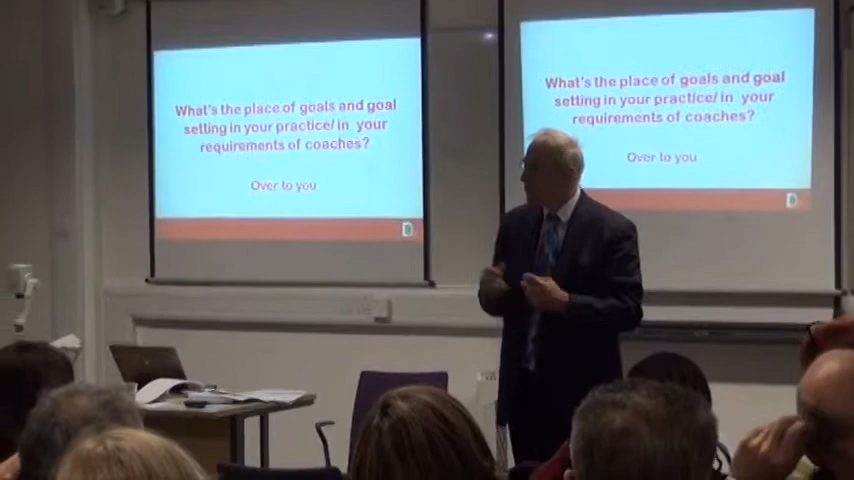 What's the place of goals and goal
setting in your practice/ in your
requirements of coaches?
Over to you
What's the place of goals and goal
setting in your practice/ in your
requirements of coaches?
Over to you